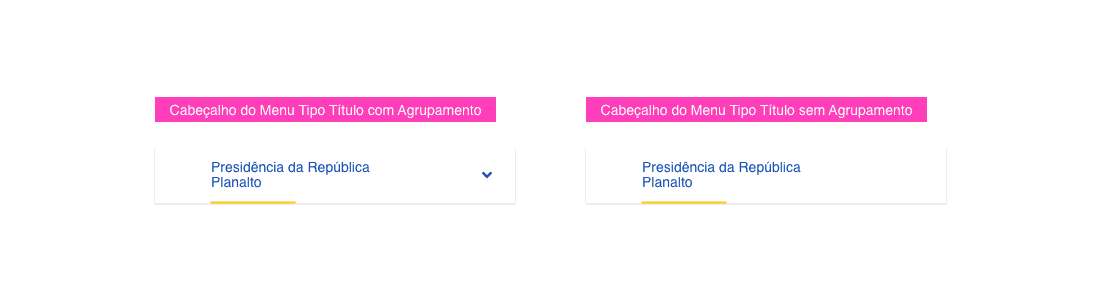 Cabeçalho do Menu Tipo Título com Agrupamento
Presidência da República
Planalto
Cabeçalho do Menu Tipo Título sem Agrupamento
Presidência da República
Planalto